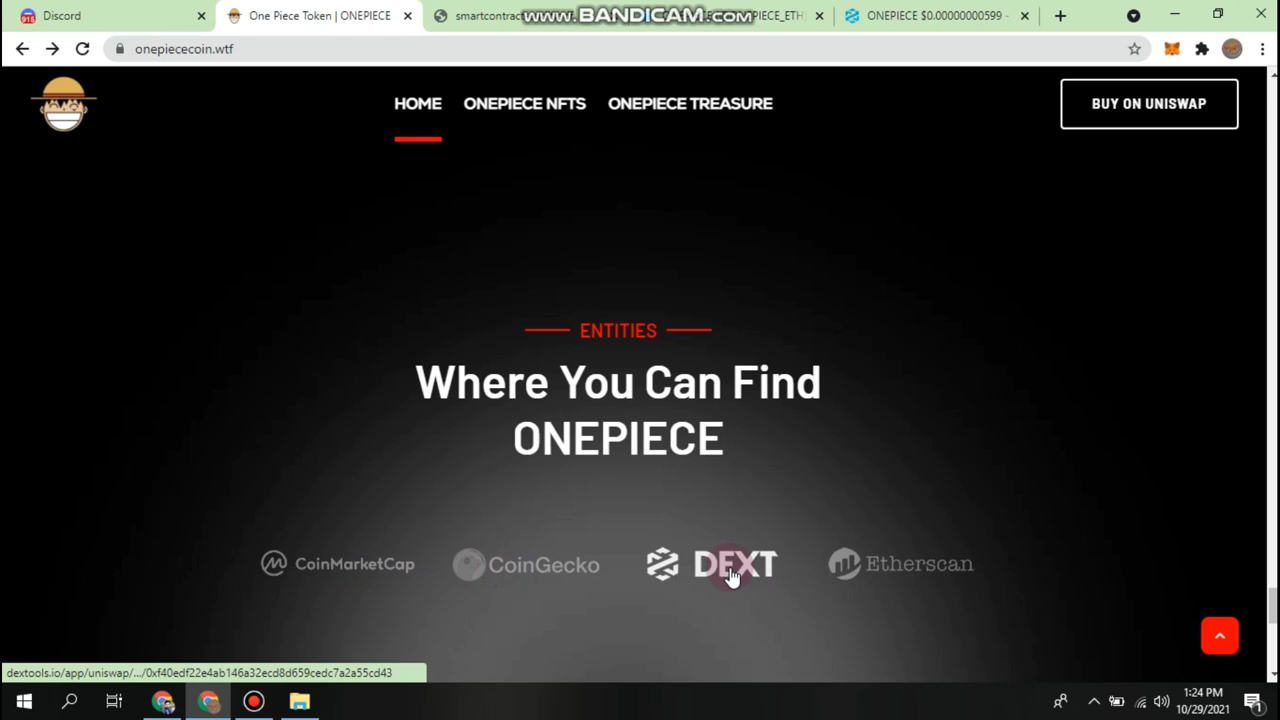 www.BANDICAM.com
Discord
One Piece Token | ONEPIECE
smartcontrac
PIECE_ETH
ONEPIECE $0.00000000599 -
onepiececoin.wtf
HOME
ONEPIECE NFTS
ONEPIECE TREASURE
BUY ON UNISWAP
ENTITIES
Where You Can Find
ONEPIECE
CoinMarketCap
CoinGecko
DEXT
Etherscan
dextools.io/app/uniswap/.../0xf40edf22e4ab146a32ecd8d659cedc7a2a55cd43
1:24 PM
10/29/2021